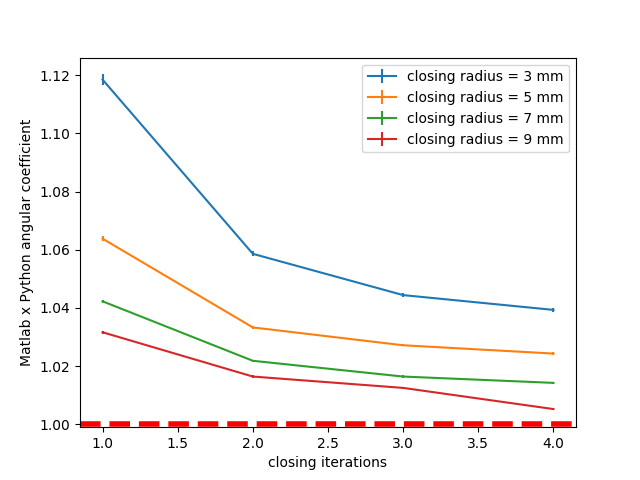 closing radius = 3 mm
closing radius = 5 mm
closing radius = 7 mm
closing radius = 9 mm
Matlab x Python angular coefficient
1.12
1.10
1.08
1.06
1.04
1.02
1.00
1.0 1.5 2.0 2.5 3.0 3.5 4.0
closing iterations